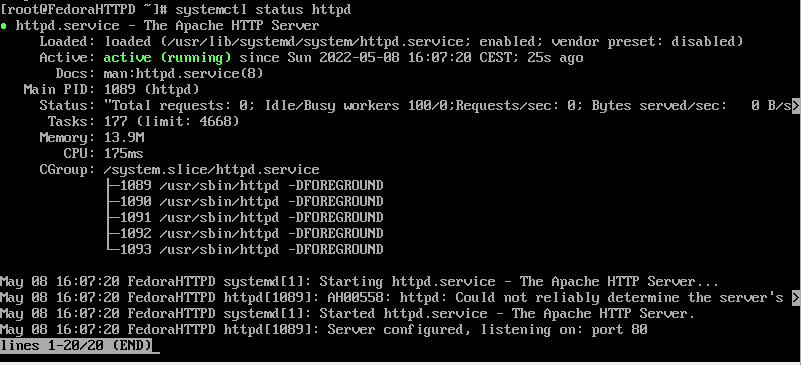 [root@FedoraHTTPD ~]# systemctl status httpd
● httpd.service - The Apache HTTP Server
     Loaded: loaded (/usr/lib/systemd/system/httpd.service; enabled; vendor preset: disabled)
     Active: active (running) since Sun 2022-05-08 16:07:20 CEST; 25s ago
       Docs: man:httpd.service(8)
   Main PID: 1089 (httpd)
     Status: "Total requests: 0; Idle/Busy workers 100/0;Requests/sec: 0; Bytes served/sec:   0 B/s>
      Tasks: 177 (limit: 4668)
     Memory: 13.9M
        CPU: 175ms
     CGroup: /system.slice/httpd.service
             ├─1089 /usr/sbin/httpd -DFOREGROUND
             ├─1090 /usr/sbin/httpd -DFOREGROUND
             ├─1091 /usr/sbin/httpd -DFOREGROUND
             ├─1092 /usr/sbin/httpd -DFOREGROUND
             └─1093 /usr/sbin/httpd -DFOREGROUND

May 08 16:07:20 FedoraHTTPD systemd[1]: Starting httpd.service - The Apache HTTP Server...
May 08 16:07:20 FedoraHTTPD httpd[1089]: AH00558: httpd: Could not reliably determine the server's >
May 08 16:07:20 FedoraHTTPD systemd[1]: Started httpd.service - The Apache HTTP Server.
May 08 16:07:20 FedoraHTTPD httpd[1089]: Server configured, listening on: port 80
lines 1-20/20 (END)